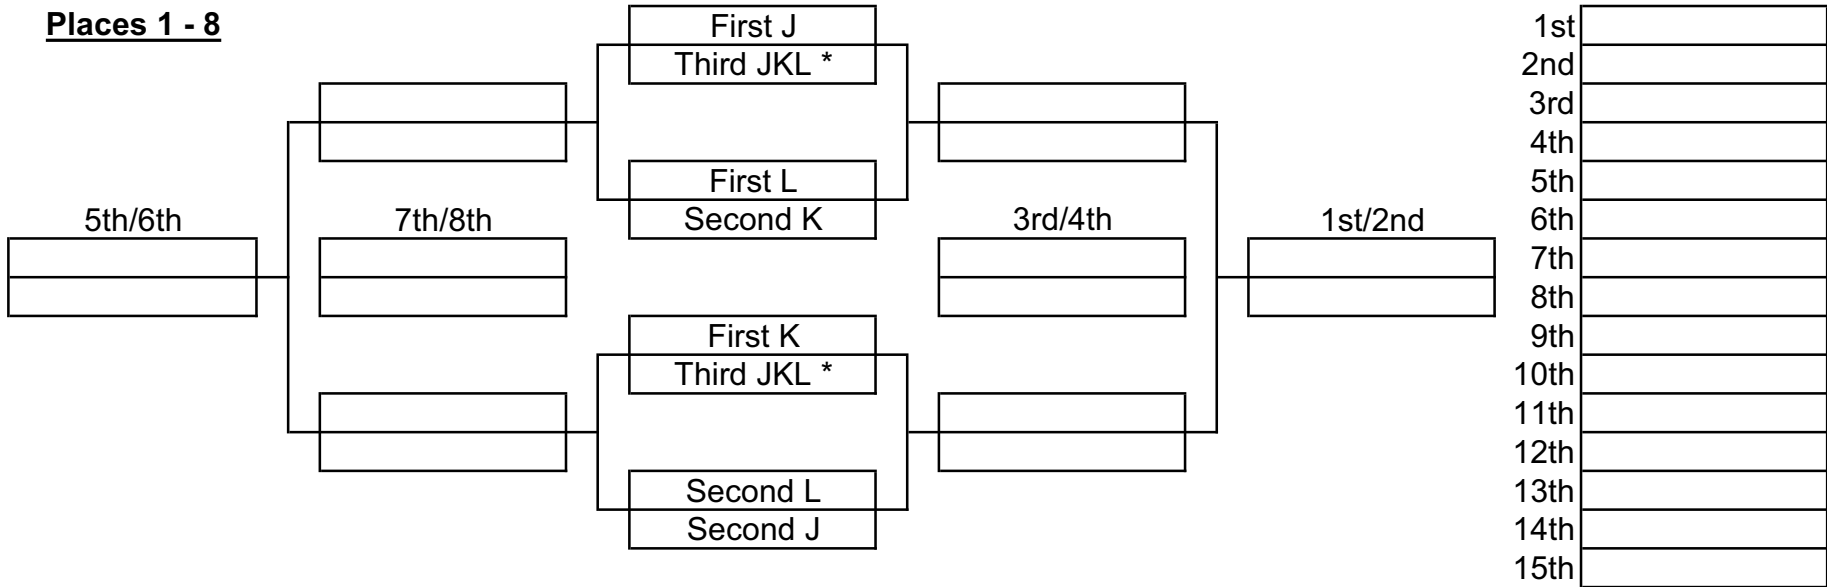 Places 1 - 8
First J
Third JKL *
First L
Second K
5th/6th
7th/8th
3rd/4th
1st/2nd
First K
Third JKL *
Second L
Second J
1st
2nd
3rd
4th
5th
6th
7th
8th
9th
10th
11th
12th
13th
14th
15th